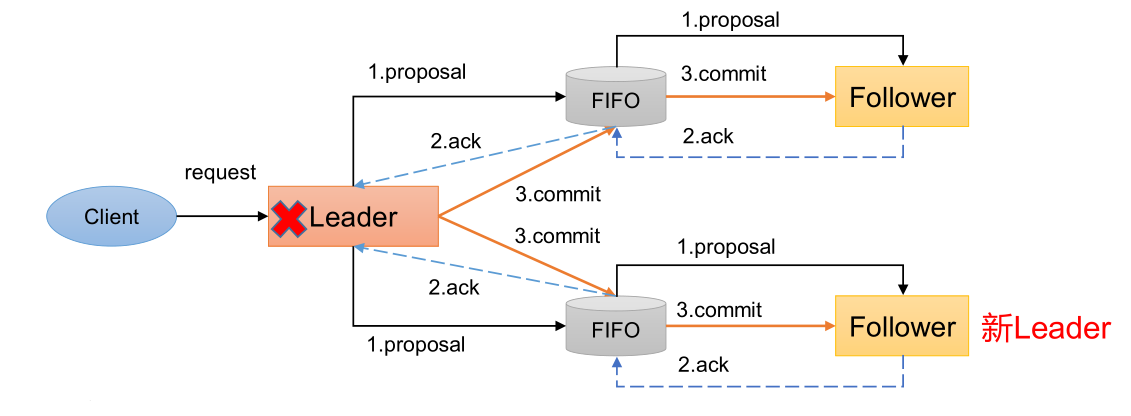 1.proposal
1.proposal
3.commit
FIFO
Follower
2.ack
2.ack
request
3.commit
Client
Leader
3.commit
1.proposal
2.ack
3.commit
FIFO
Follower
新Leader
1.proposal
2.ack